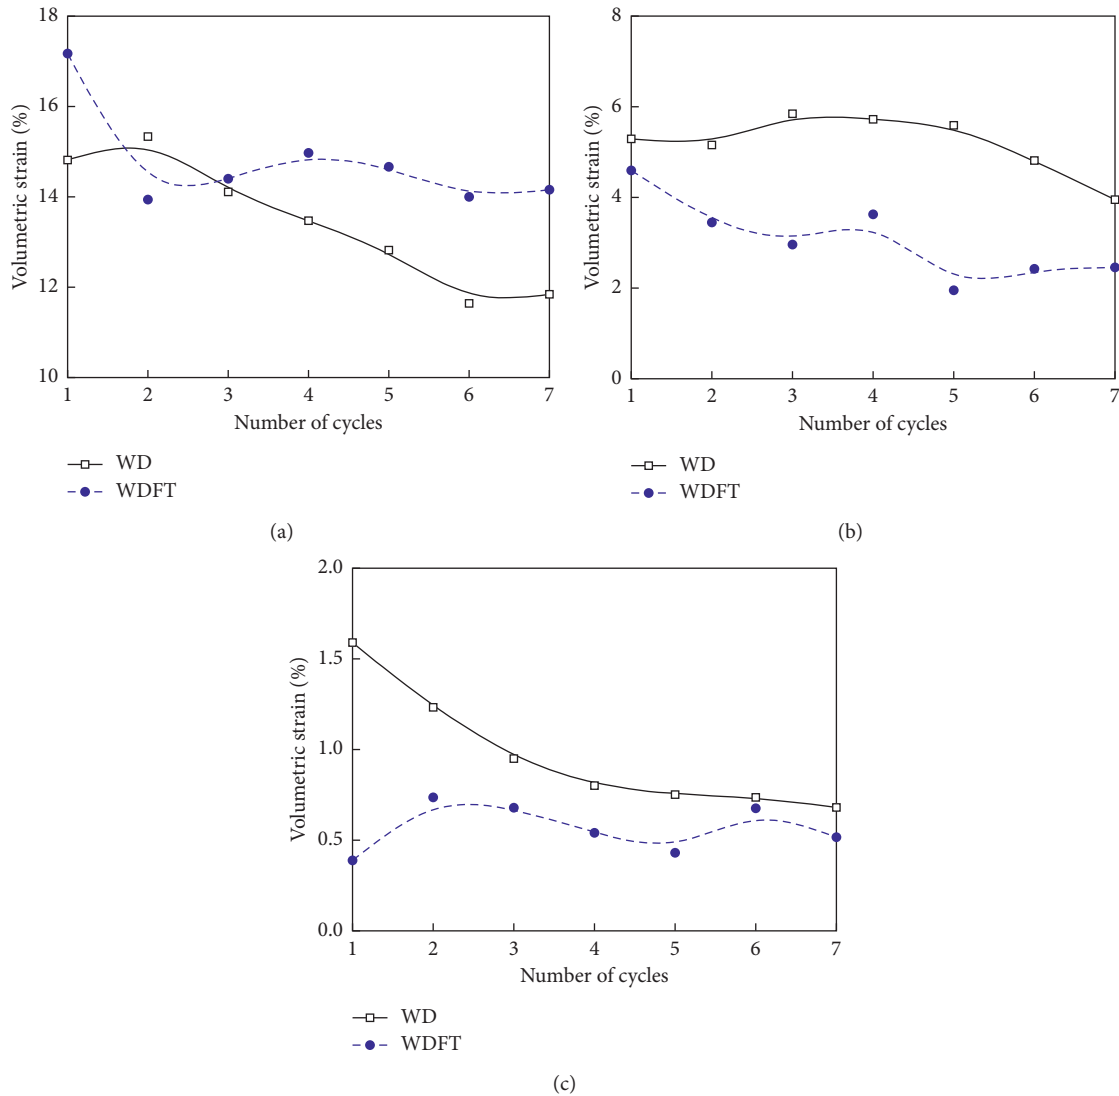 18
16
14
12
10
Volumetric strain (%)
1 2 3 4 5 6 7
Number of cycles
WD
WDFT
(a)
8
6
4
2
0
Volumetric strain (%)
1 2 3 4 5 6 7
Number of cycles
WD
WDFT
(b)
2.0
1.5
1.0
0.5
0.0
Volumetric strain (%)
1 2 3 4 5 6 7
Number of cycles
WD
WDFT
(c)